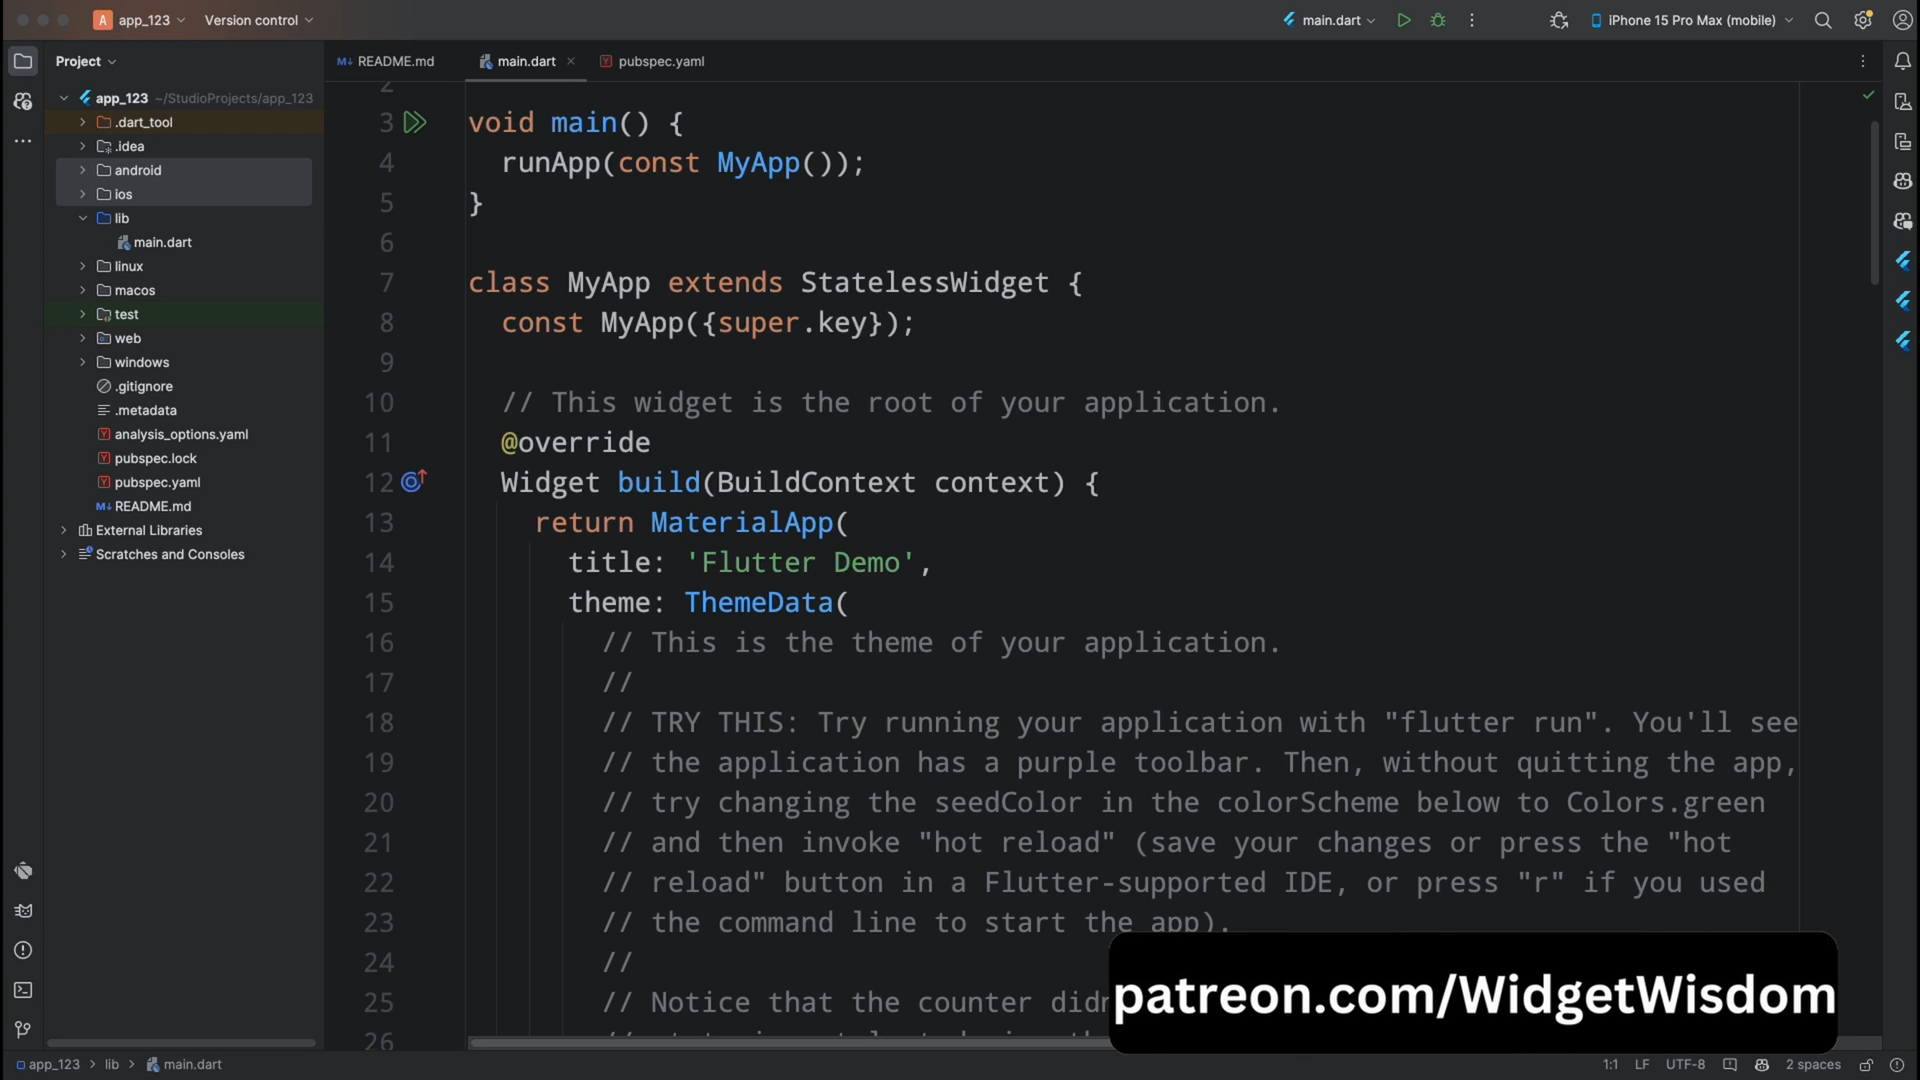 A app_123 Version control main.dart iPhone 15 Pro Max (mobile)
Project
README.md main.dart pubspec.yaml
app_123 ~/StudioProjects/app_123
.dart_tool
.idea
android
ios
lib
main.dart
linux
macos
test
web
windows
.gitignore
.metadata
analysis_options.yaml
pubspec.lock
pubspec.yaml
README.md
External Libraries
Scratches and Consoles
2
3 void main() {
4 runApp(const MyApp());
5 }
6
7 class MyApp extends StatelessWidget {
8 const MyApp({super.key});
9
10 // This widget is the root of your application.
11 @override
12 Widget build(BuildContext context) {
13 return MaterialApp(
14 title: 'Flutter Demo',
15 theme: ThemeData(
16 // This is the theme of your application.
17 //
18 // TRY THIS: Try running your application with "flutter run". You'll see
19 // the application has a purple toolbar. Then, without quitting the app,
20 // try changing the seedColor in the colorScheme below to Colors.green
21 // and then invoke "hot reload" (save your changes or press the "hot
22 // reload" button in a Flutter-supported IDE, or press "r" if you used
23 // the command line to start the app).
24 //
25 // Notice that the counter didn
26
patreon.com/WidgetWisdom
app_123 > lib > main.dart 1:1 LF UTF-8 2 spaces